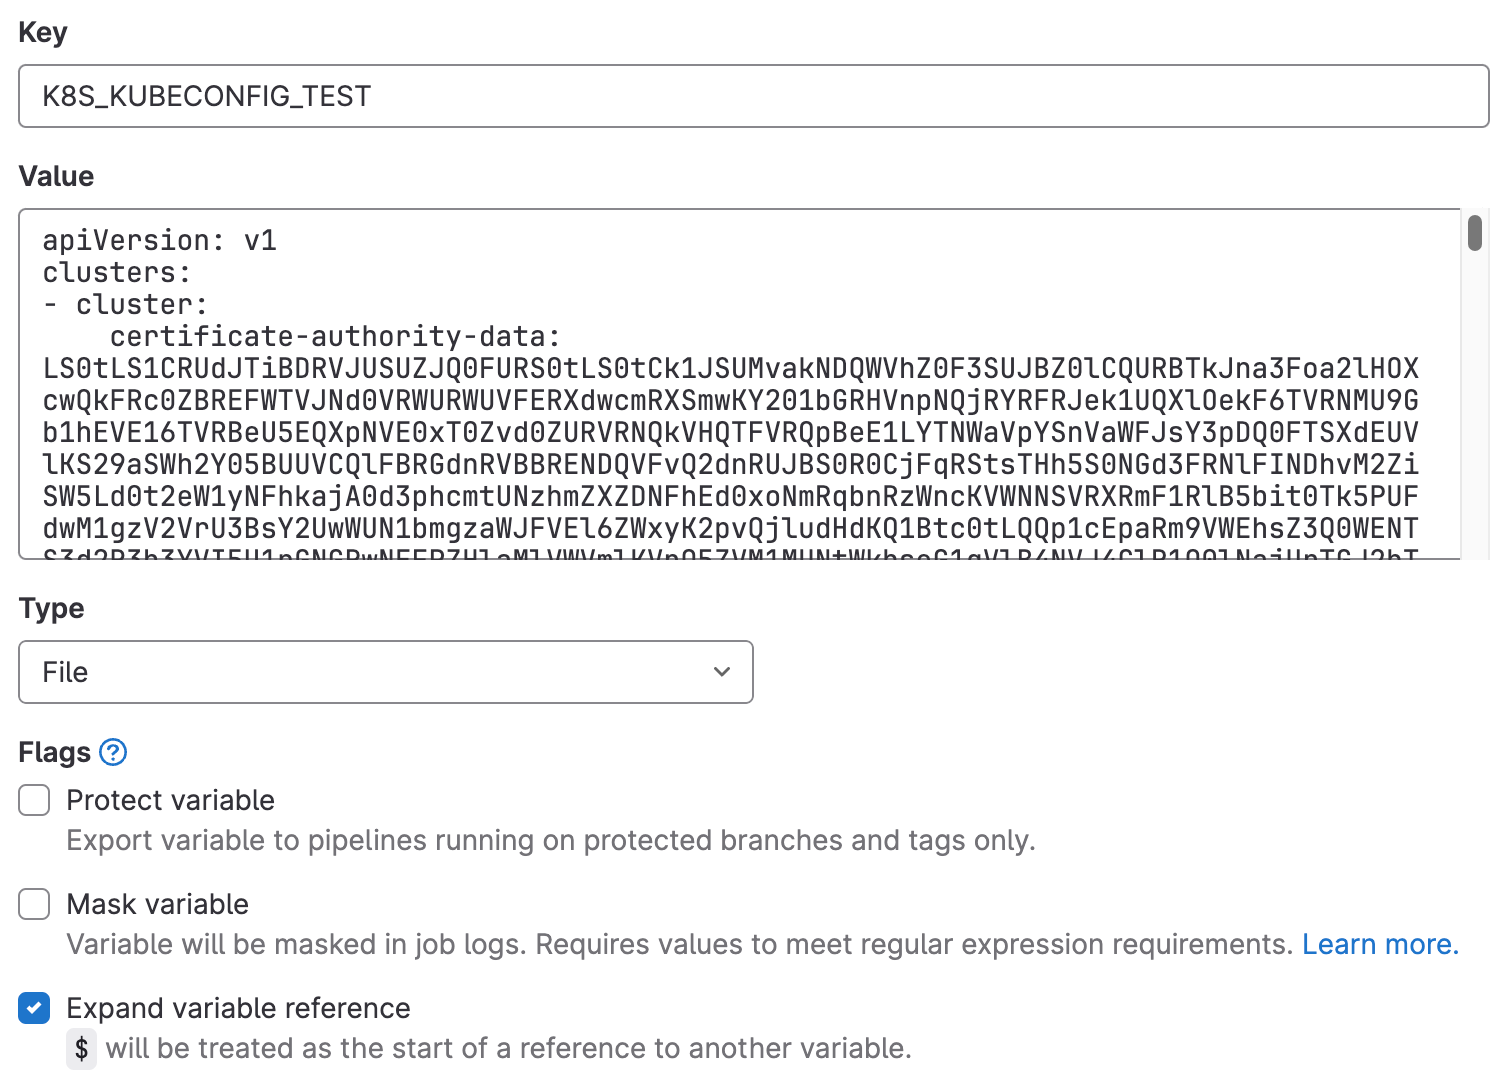 Key
K8S_KUBECONFIG_TEST
Value
apiVersion: v1
clusters:
- cluster:
    certificate-authority-data:
LS0tLS1CRUdJTiBDRVJUSUZJQ0FURS0tLS0tCk1JSUMvakNDQWVhZ0F3SUJBZ0lCQURBTkJna3Foa2lHOX
cwQkFRc0ZBREFWTVJNd0VRWURWUVFERXdwcmRXSmwKY201bGRHVnpNQjRYRFRJek1UQXlOekF6TVRNMU9G
b1hEVE16TVRBeU5EQXpNVE0xT0Zvd0ZURVRNQkVHQTFVRQpBeE1LYTNWaVpYSnVaWFJsY3pDQ0FTSXdEUV
lKS29aSWh2Y05BUUVCQlFBRGdnRVBBRENDQVFvQ2dnRUJBS0R0CjFqRStsTHh5S0NGd3FRNlFINDhvM2Zi
SW5Ld0t2eW1yNFhkajA0d3phcmtUNzhmZXZDNFhEd0xoNmRqbnRzWncKVWNNSVRXRmF1RlB5bit0Tk5PUF
dwM1gzV2VrU3BsY2UwWUN1bmgzaWJFVEl6ZWxyK2pvQjludHdKQ1Btc0tLQQp1cEpaRm9VWEhsZ3Q0WENT
Type
File
Flags
Protect variable
Export variable to pipelines running on protected branches and tags only.
Mask variable
Variable will be masked in job logs. Requires values to meet regular expression requirements. Learn more.
Expand variable reference
$ will be treated as the start of a reference to another variable.